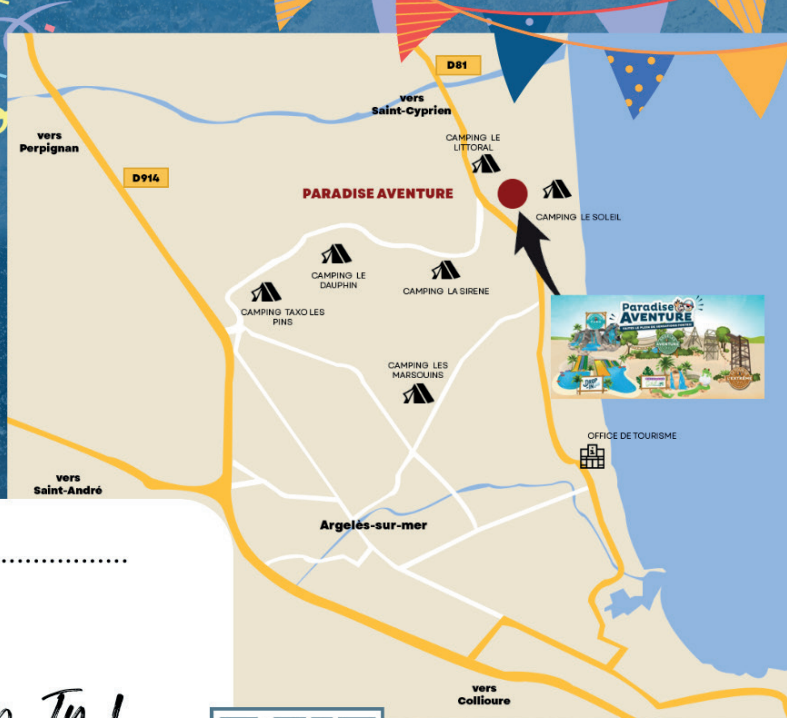 D81
vers
Saint-Cyprien
vers
Perpignan
CAMPING LE
LITTORAL
D914
PARADISE AVENTURE
CAMPING LE SOLEIL
CAMPING LE
DAUPHIN
CAMPING LA SIRENE
CAMPING TAXO LES
PINS
Paradise
AVENTURE
CAMPING LES
MARSOUINS
OFFICE DE TOURISME
vers
Saint-André
Argelès-sur-mer
In !
vers
Collioure